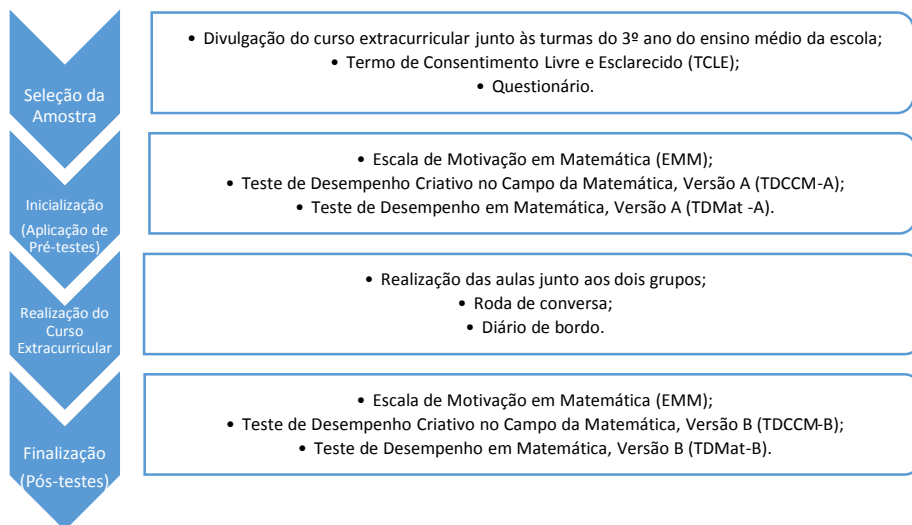 Seleção da
Amostra
• Divulgação do curso extracurricular junto às turmas do 3º ano do ensino médio da escola;
• Termo de Consentimento Livre e Esclarecido (TCLE);
• Questionário.
Inicialização
(Aplicação de
Pré-testes)
• Escala de Motivação em Matemática (EMM);
• Teste de Desempenho Criativo no Campo da Matemática, Versão A (TDCCM-A);
• Teste de Desempenho em Matemática, Versão A (TDMat -A).
Realização do
Curso
Extracurricular
• Realização das aulas junto aos dois grupos;
• Roda de conversa;
• Diário de bordo.
Finalização
(Pós-testes)
• Escala de Motivação em Matemática (EMM);
• Teste de Desempenho Criativo no Campo da Matemática, Versão B (TDCCM-B);
• Teste de Desempenho em Matemática, Versão B (TDMat-B).